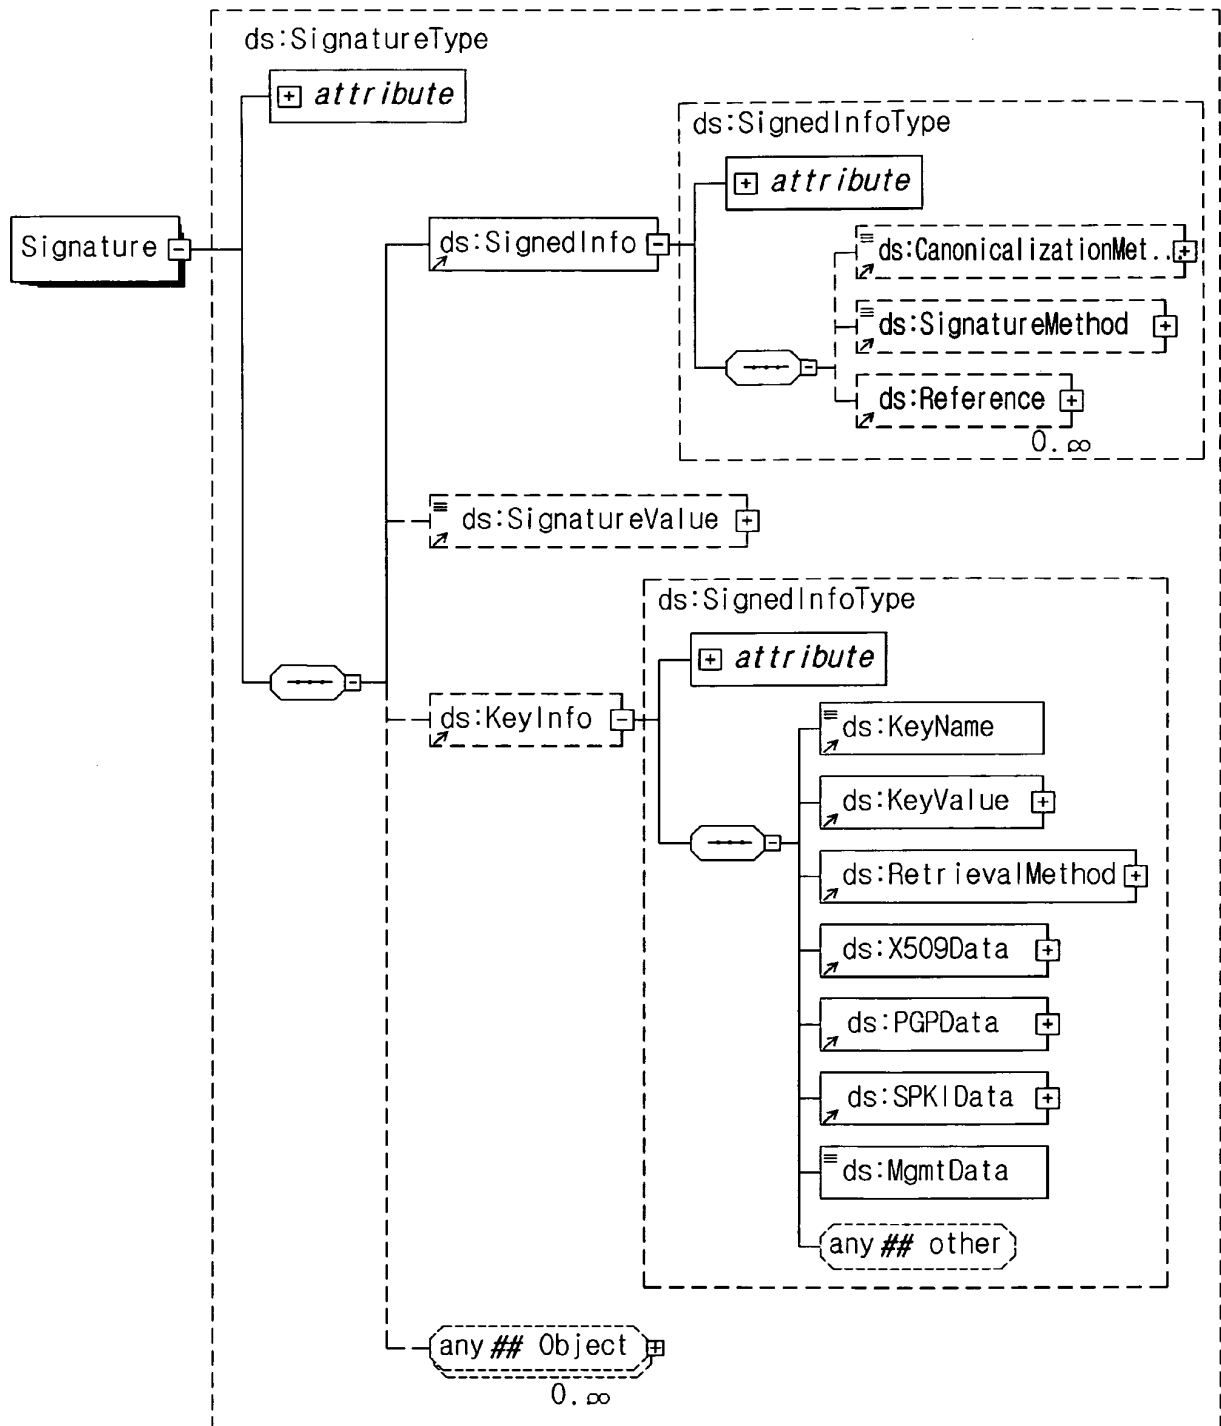 ds:SignatureType
+ attribute
ds:SignedInfoType
+ attribute
Signature -
ds:SignedInfo -
ds:CanonicalizationMet... +
ds:SignatureMethod +
-
ds:Reference +
0.∞
ds:SignatureValue +
ds:SignedInfoType
+ attribute
-
ds:KeyInfo -
ds:KeyName
ds:KeyValue +
-
ds:RetrievalMethod +
ds:X509Data +
ds:PGPData +
ds:SPKIData +
ds:MgmtData
any ## other
any ## Object +
0.∞